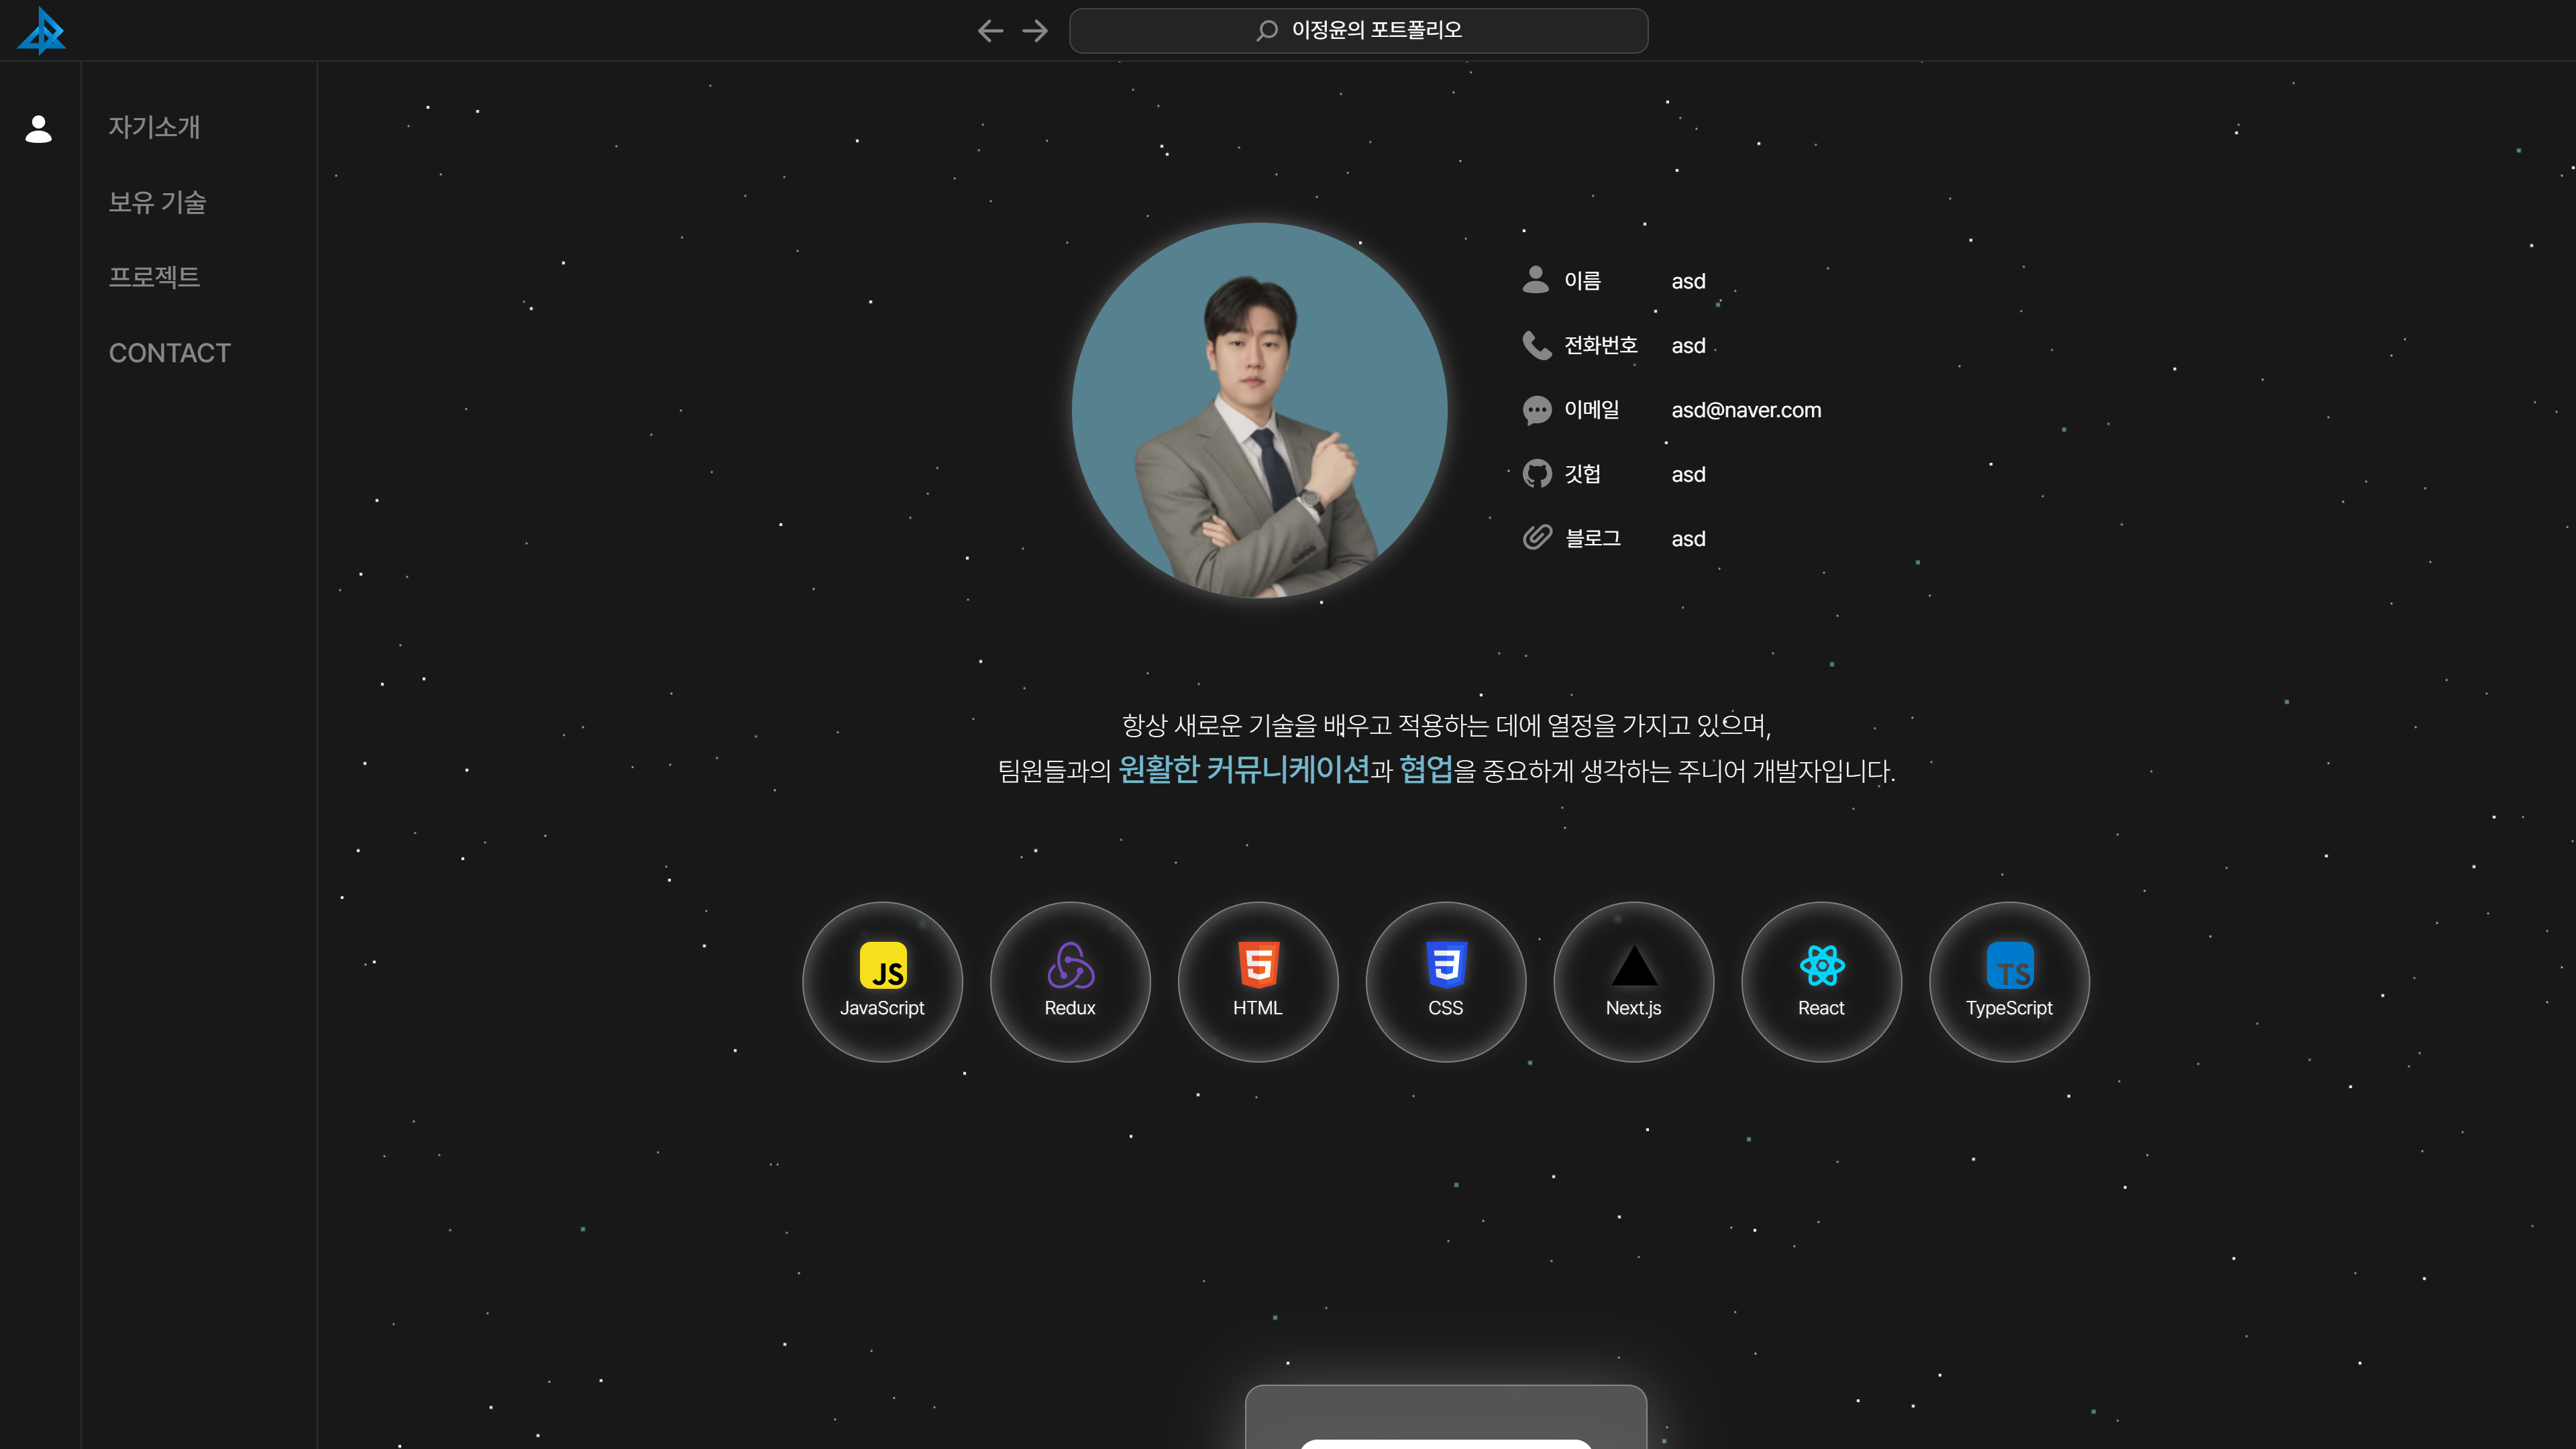 이정윤의 포트폴리오
자기소개
보유 기술
프로젝트
CONTACT
이름 asd
전화번호 asd
이메일 asd@naver.com
깃헙 asd
블로그 asd
항상 새로운 기술을 배우고 적용하는 데에 열정을 가지고 있으며,
팀원들과의 원활한 커뮤니케이션과 협업을 중요하게 생각하는 주니어 개발자입니다.
JS
JavaScript
Redux
5
HTML
3
CSS
Next.js
React
TS
TypeScript